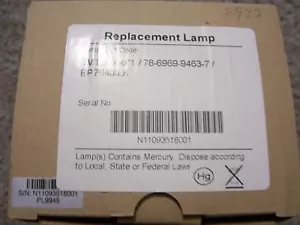 Replacement Lamp
Code
/ 78-6969-9463-7 /
Serial No
N11093516001
Lamp(s) Contains Mercury. Dispose according
to Local, State or Federal Laws
Hg
S/N: N11093516001
PL9945